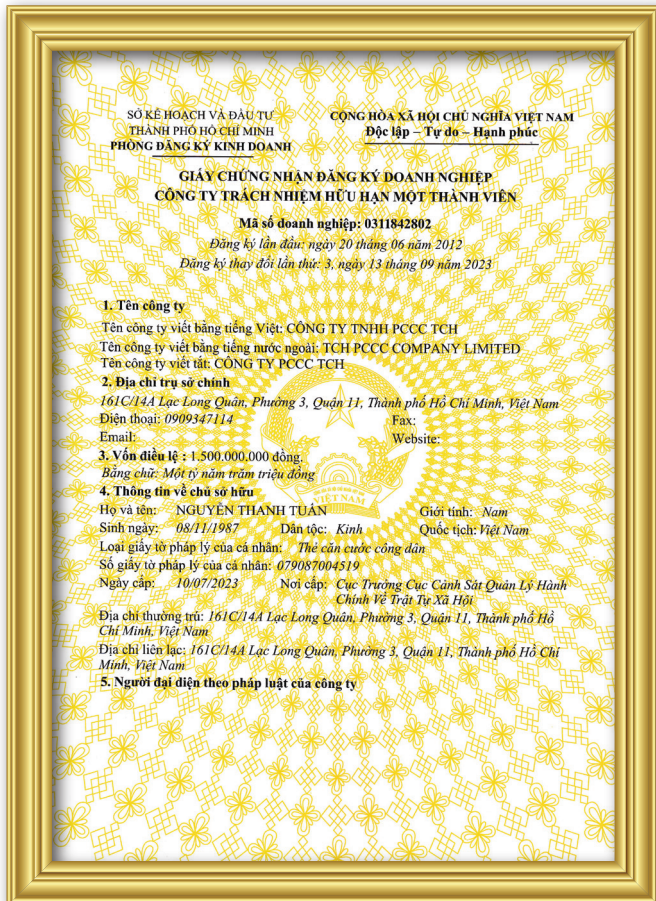 SỞ KẾ HOẠCH VÀ ĐẦU TƯ
THÀNH PHỐ HỒ CHÍ MINH
PHÒNG ĐĂNG KÝ KINH DOANH
CỘNG HÒA XÃ HỘI CHỦ NGHĨA VIỆT NAM
Độc lập – Tự do – Hạnh phúc
GIẤY CHỨNG NHẬN ĐĂNG KÝ DOANH NGHIỆP
CÔNG TY TRÁCH NHIỆM HỮU HẠN MỘT THÀNH VIÊN
Mã số doanh nghiệp: 0311842802
Đăng ký lần đầu: ngày 20 tháng 06 năm 2012
Đăng ký thay đổi lần thứ: 3, ngày 13 tháng 09 năm 2023
1. Tên công ty
Tên công ty viết bằng tiếng Việt: CÔNG TY TNHH PCCC TCH
Tên công ty viết bằng tiếng nước ngoài: TCH PCCC COMPANY LIMITED
Tên công ty viết tắt: CÔNG TY PCCC TCH
2. Địa chỉ trụ sở chính
161C/14A Lạc Long Quân, Phường 3, Quận 11, Thành phố Hồ Chí Minh, Việt Nam
Điện thoại: 0909347114 Fax:
Email: Website:
3. Vốn điều lệ : 1.500.000.000 đồng.
Bằng chữ: Một tỷ năm trăm triệu đồng
4. Thông tin về chủ sở hữu
Họ và tên: NGUYỄN THANH TUẤN Giới tính: Nam
Sinh ngày: 08/11/1987 Dân tộc: Kinh Quốc tịch: Việt Nam
Loại giấy tờ pháp lý của cá nhân: Thẻ căn cước công dân
Số giấy tờ pháp lý của cá nhân: 079087004519
Ngày cấp: 10/07/2023 Nơi cấp: Cục Trưởng Cục Cảnh Sát Quản Lý Hành
Chính Về Trật Tự Xã Hội
Địa chỉ thường trú: 161C/14A Lạc Long Quân, Phường 3, Quận 11, Thành phố Hồ
Chí Minh, Việt Nam
Địa chỉ liên lạc: 161C/14A Lạc Long Quân, Phường 3, Quận 11, Thành phố Hồ Chí
Minh, Việt Nam
5. Người đại diện theo pháp luật của công ty
VIỆT NAM